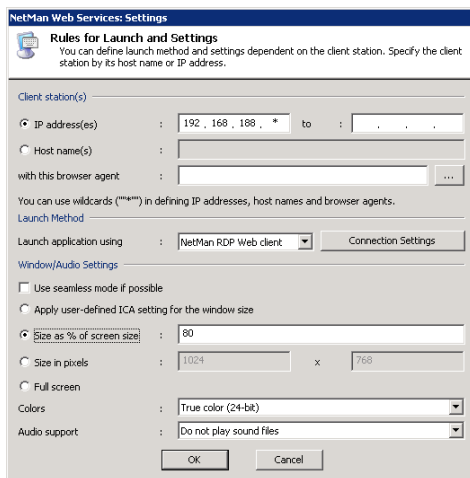 NetMan Web Services: Settings
Rules for Launch and Settings
You can define launch method and settings dependent on the client station. Specify the client
station by its host name or IP address.
Client station(s)
IP address(es) : 192 . 168 . 188 . * to : . . .
Host name(s) :
with this browser agent : ...
You can use wildcards (""*"") in defining IP addresses, host names and browser agents.
Launch Method
Launch application using : NetMan RDP Web client Connection Settings
Window/Audio Settings
Use seamless mode if possible
Apply user-defined ICA setting for the window size
Size as % of screen size : 80
Size in pixels : 1024 x 768
Full screen
Colors : True color (24-bit)
Audio support : Do not play sound files
OK Cancel